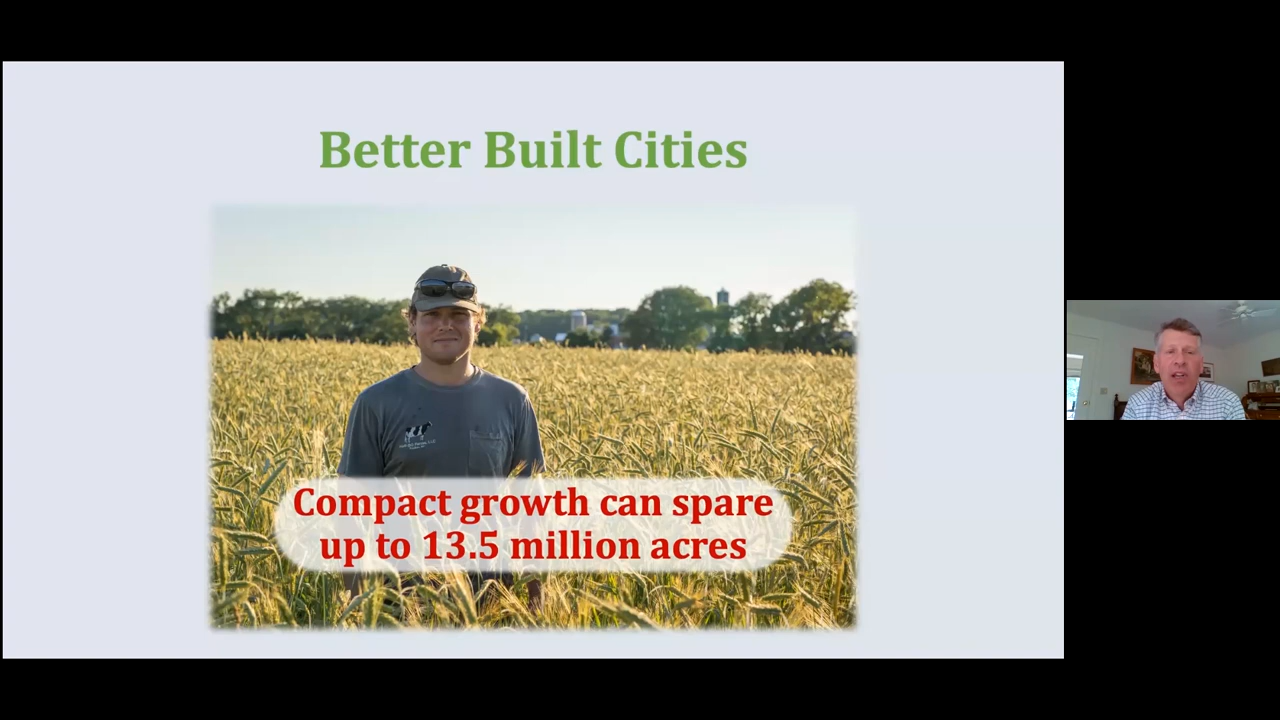 Better Built Cities
Compact growth can spare
up to 13.5 million acres